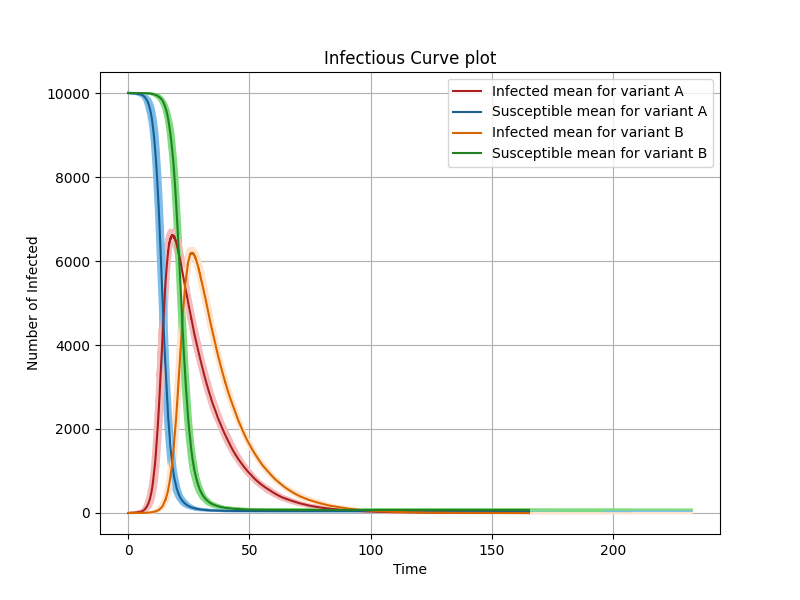 Infectious Curve plot
Infected mean for variant A
Susceptible mean for variant A
Infected mean for variant B
Susceptible mean for variant B
10000
8000
6000
4000
2000
0
Number of Infected
0 50 100 150 200
Time